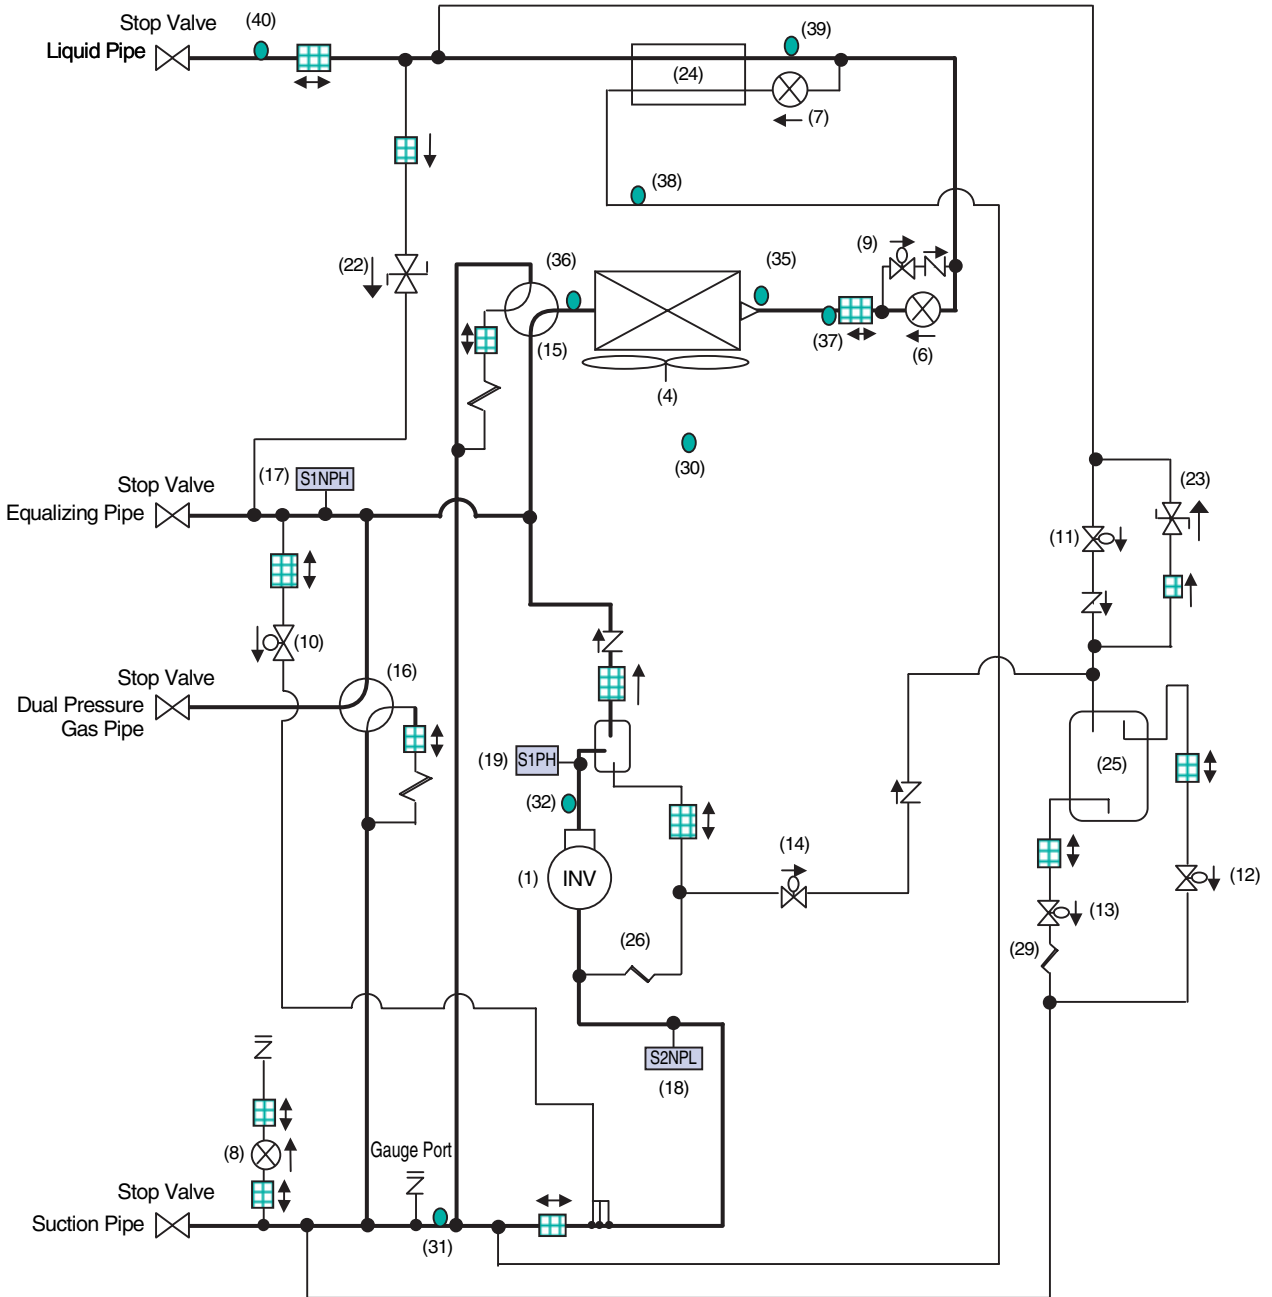 Stop Valve
(40)
(39)
Liquid Pipe
(24)
(7)
(38)
(22)
(9)
(36)
(35)
(15)
(37)
(6)
(4)
(30)
Stop Valve
(17)
S1NPH
(23)
Equalizing Pipe
(11)
(10)
Stop Valve
(16)
Dual Pressure
Gas Pipe
(19)
S1PH
(25)
(32)
(14)
(1)
INV
(12)
(13)
(26)
(29)
S2NPL
(18)
(8)
Gauge Port
Stop Valve
Suction Pipe
(31)